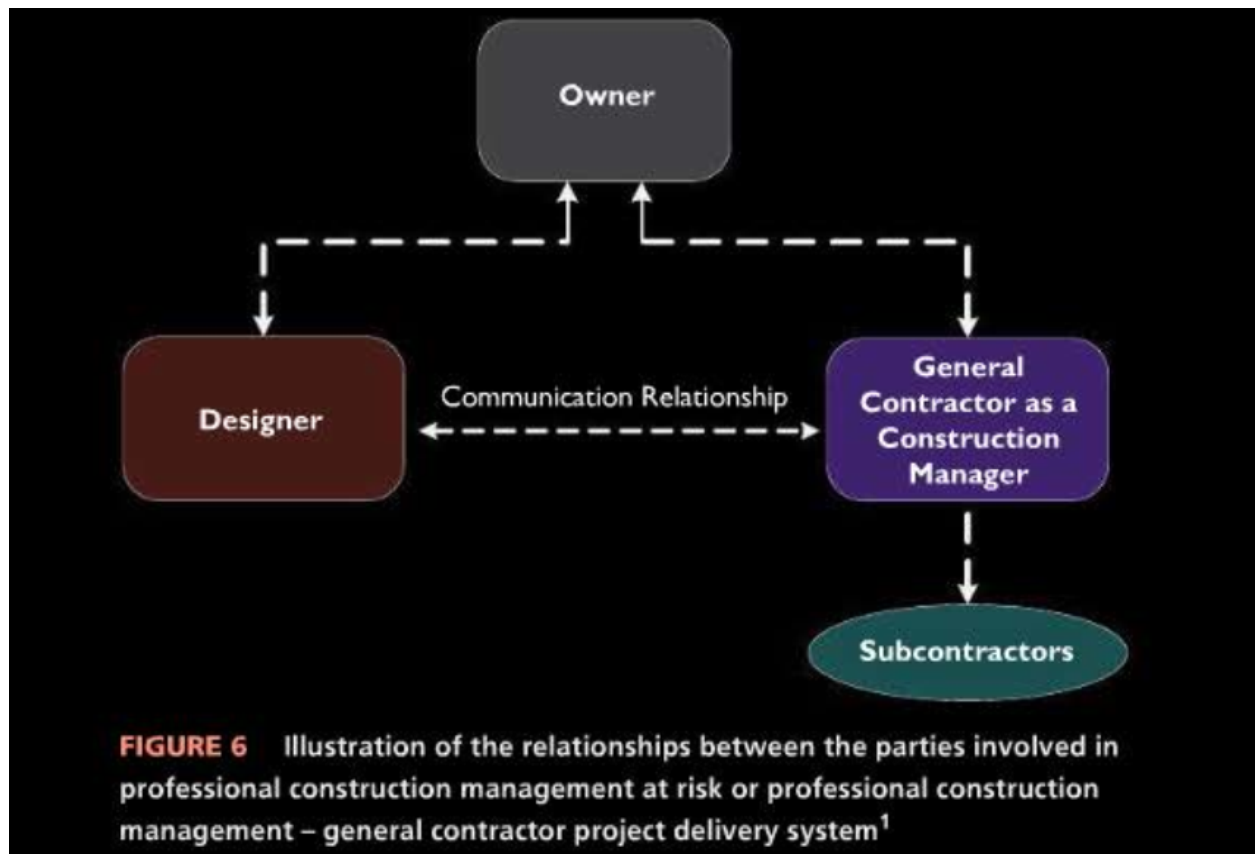 Owner
Designer
Communication Relationship
General
Contractor as a
Construction
Manager
Subcontractors
FIGURE 6 Illustration of the relationships between the parties involved in
professional construction management at risk or professional construction
management – general contractor project delivery system¹